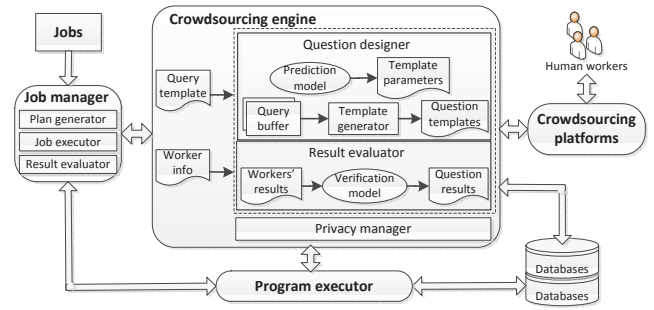 Jobs
Job manager
Plan generator
Job executor
Result evaluator
Crowdsourcing engine
Query
template
Worker
info
Question designer
Prediction
model
Template
parameters
Query
buffer
Template
generator
Question
templates
Result evaluator
Workers'
results
Verification
model
Question
results
Privacy manager
Human workers
Crowdsourcing
platforms
Program executor
Databases
Databases